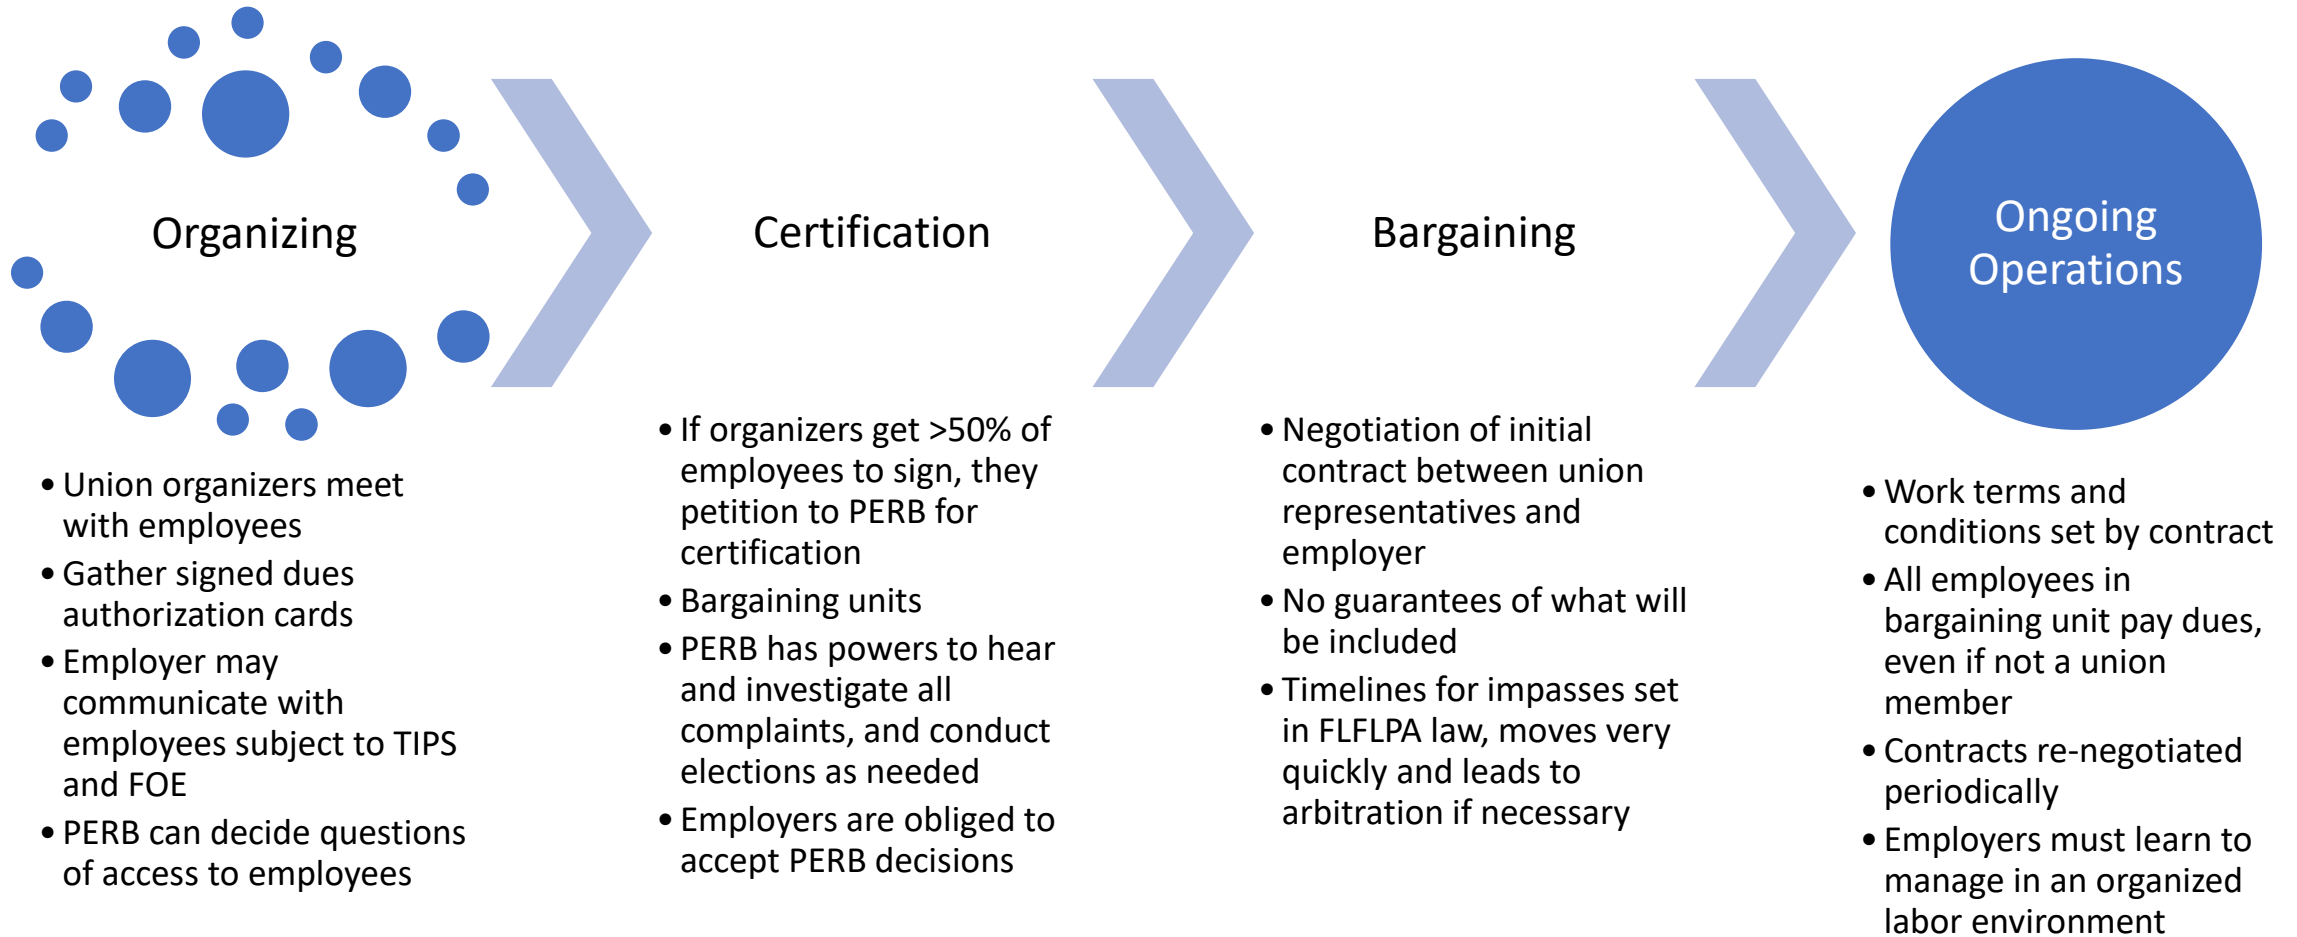 Organizing
• Union organizers meet
with employees
• Gather signed dues
authorization cards
• Employer may
communicate with
employees subject to TIPS
and FOE
• PERB can decide questions
of access to employees
Certification
• If organizers get >50% of
employees to sign, they
petition to PERB for
certification
• Bargaining units
• PERB has powers to hear
and investigate all
complaints, and conduct
elections as needed
• Employers are obliged to
accept PERB decisions
Bargaining
• Negotiation of initial
contract between union
representatives and
employer
• No guarantees of what will
be included
• Timelines for impasses set
in FLFLPA law, moves very
quickly and leads to
arbitration if necessary
Ongoing
Operations
• Work terms and
conditions set by contract
• All employees in
bargaining unit pay dues,
even if not a union
member
• Contracts re-negotiated
periodically
• Employers must learn to
manage in an organized
labor environment